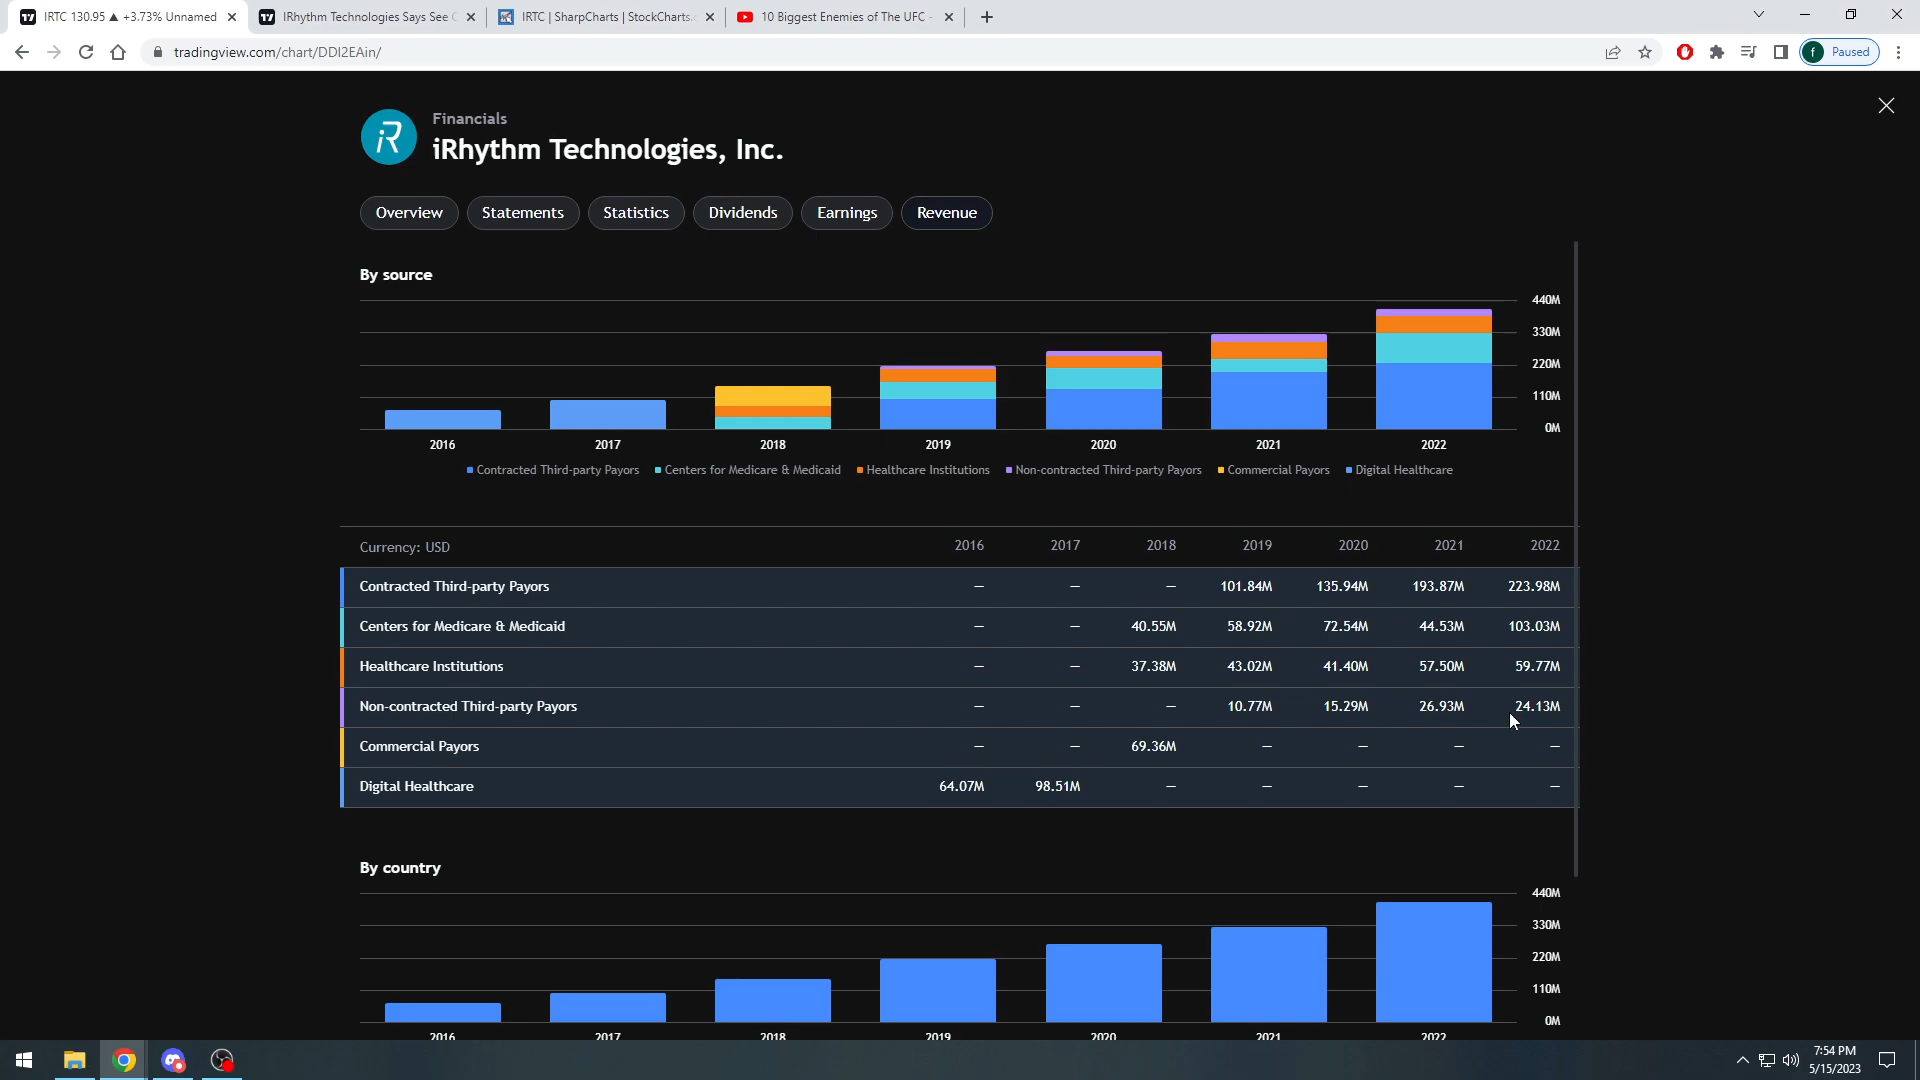 IRTC 130.95 ▲ +3.73% Unnamed
IRhythm Technologies Says See
IRTC | SharpCharts | StockCharts.
10 Biggest Enemies of The UFC -
tradingview.com/chart/DDI2EAin/
f Paused
iR
Financials
iRhythm Technologies, Inc.
Overview Statements Statistics Dividends Earnings Revenue
By source
440M
330M
220M
110M
0M
2016 2017 2018 2019 2020 2021 2022
Contracted Third-party Payors Centers for Medicare & Medicaid Healthcare Institutions Non-contracted Third-party Payors Commercial Payors Digital Healthcare
Currency: USD 2016 2017 2018 2019 2020 2021 2022
Contracted Third-party Payors — — — 101.84M 135.94M 193.87M 223.98M
Centers for Medicare & Medicaid — — 40.55M 58.92M 72.54M 44.53M 103.03M
Healthcare Institutions — — 37.38M 43.02M 41.40M 57.50M 59.77M
Non-contracted Third-party Payors — — — 10.77M 15.29M 26.93M 24.13M
Commercial Payors — — 69.36M — — — —
Digital Healthcare 64.07M 98.51M — — — — —
By country
440M
330M
220M
110M
0M
2016 2017 2018 2019 2020 2021 2022
7:54 PM
5/15/2023